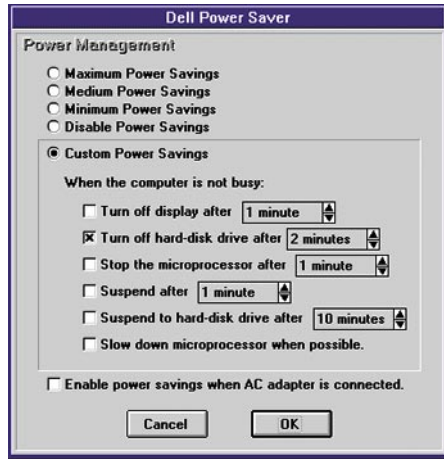 Dell Power Saver
Power Management
Maximum Power Savings
Medium Power Savings
Minimum Power Savings
Disable Power Savings
Custom Power Savings
When the computer is not busy:
Turn off display after 1 minute
Turn off hard-disk drive after 2 minutes
Stop the microprocessor after 1 minute
Suspend after 1 minute
Suspend to hard-disk drive after 10 minutes
Slow down microprocessor when possible.
Enable power savings when AC adapter is connected.
Cancel OK